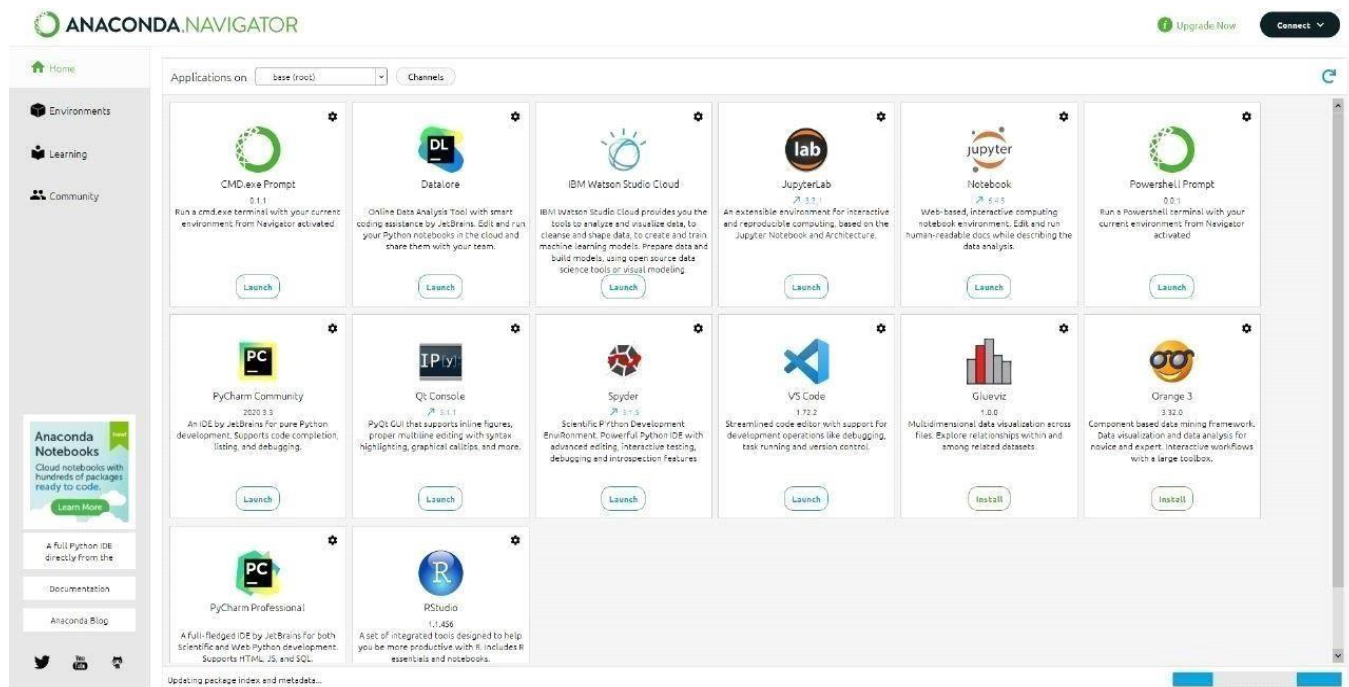 ANACONDA.NAVIGATOR
Upgrade Now
Connect
Home
Applications on
base (root)
Channels
Environments
Learning
Community
CMD.exe Prompt
0.1.1
Run a cmd.exe terminal with your current
environment from Navigator activated
Launch
DL
Datalore
Online Data Analysis Tool with smart
coding assistance by JetBrains. Edit and run
your Python notebooks in the cloud and
share them with your team.
Launch
IBM Watson Studio Cloud
IBM Watson Studio Cloud provides you the
tools to analyze and visualize data, to
cleanse and shape data, to create and train
machine learning models. Prepare data and
build models, using open source data
science tools or visual modeling.
Launch
lab
JupyterLab
An extensible environment for interactive
and reproducible computing, based on the
Jupyter Notebook and Architecture.
Launch
jupyter
Notebook
Web-based, interactive computing
notebook environment. Edit and run
human-readable docs while describing the
data analysis.
Launch
Powershell Prompt
0.0.1
Run a Powershell terminal with your
current environment from Navigator
activated
Launch
PC
PyCharm Community
2020.3.3
An IDE by JetBrains for pure Python
development. Supports code completion,
listing, and debugging.
Launch
IP[y]:
Qt Console
PyQt GUI that supports inline figures,
proper multiline editing with syntax
highlighting, graphical calltips, and more.
Launch
Spyder
Scientific PYthon Development
EnviRonment. Powerful Python IDE with
advanced editing, interactive testing,
debugging and introspection features
Launch
VS Code
1.72.2
Streamlined code editor with support for
development operations like debugging,
task running and version control.
Launch
Glueviz
1.0.0
Multidimensional data visualization across
files. Explore relationships within and
among related datasets.
Install
Orange 3
3.32.0
Component based data mining framework.
Data visualization and data analysis for
novice and expert. Interactive workflows
with a large toolbox.
Install
PC
PyCharm Professional
A full-fledged IDE by JetBrains for both
Scientific and Web Python development.
Supports HTML, JS, and SQL.
R
RStudio
1.1.456
A set of integrated tools designed to help
you be more productive with R. Includes R
essentials and notebooks.
Anaconda
Notebooks
Cloud notebooks with
hundreds of packages
ready to code.
Learn More
A full Python IDE
directly from the
Documentation
Anaconda Blog
You
Tube
Updating package index and metadata...